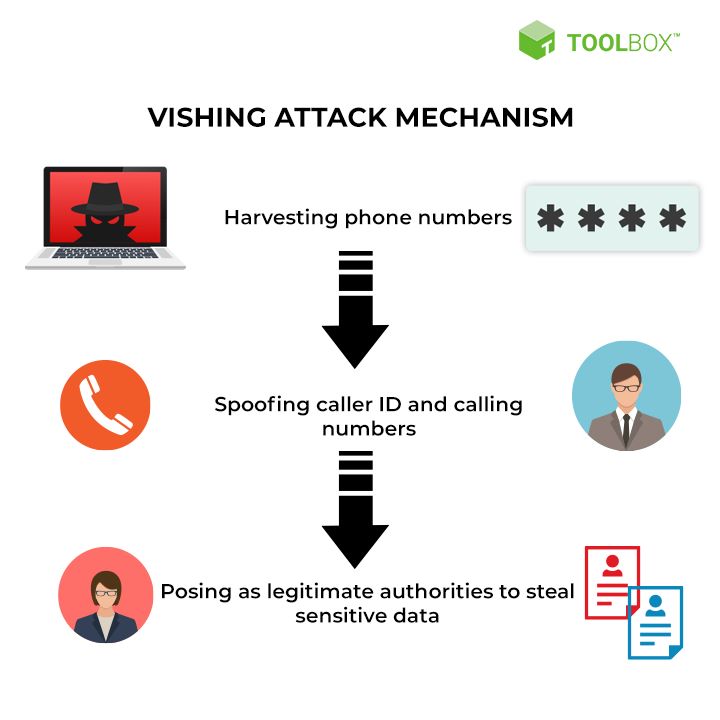 TOOLBOX™
VISHING ATTACK MECHANISM
Harvesting phone numbers
****
Spoofing caller ID and calling
numbers
Posing as legitimate authorities to steal
sensitive data